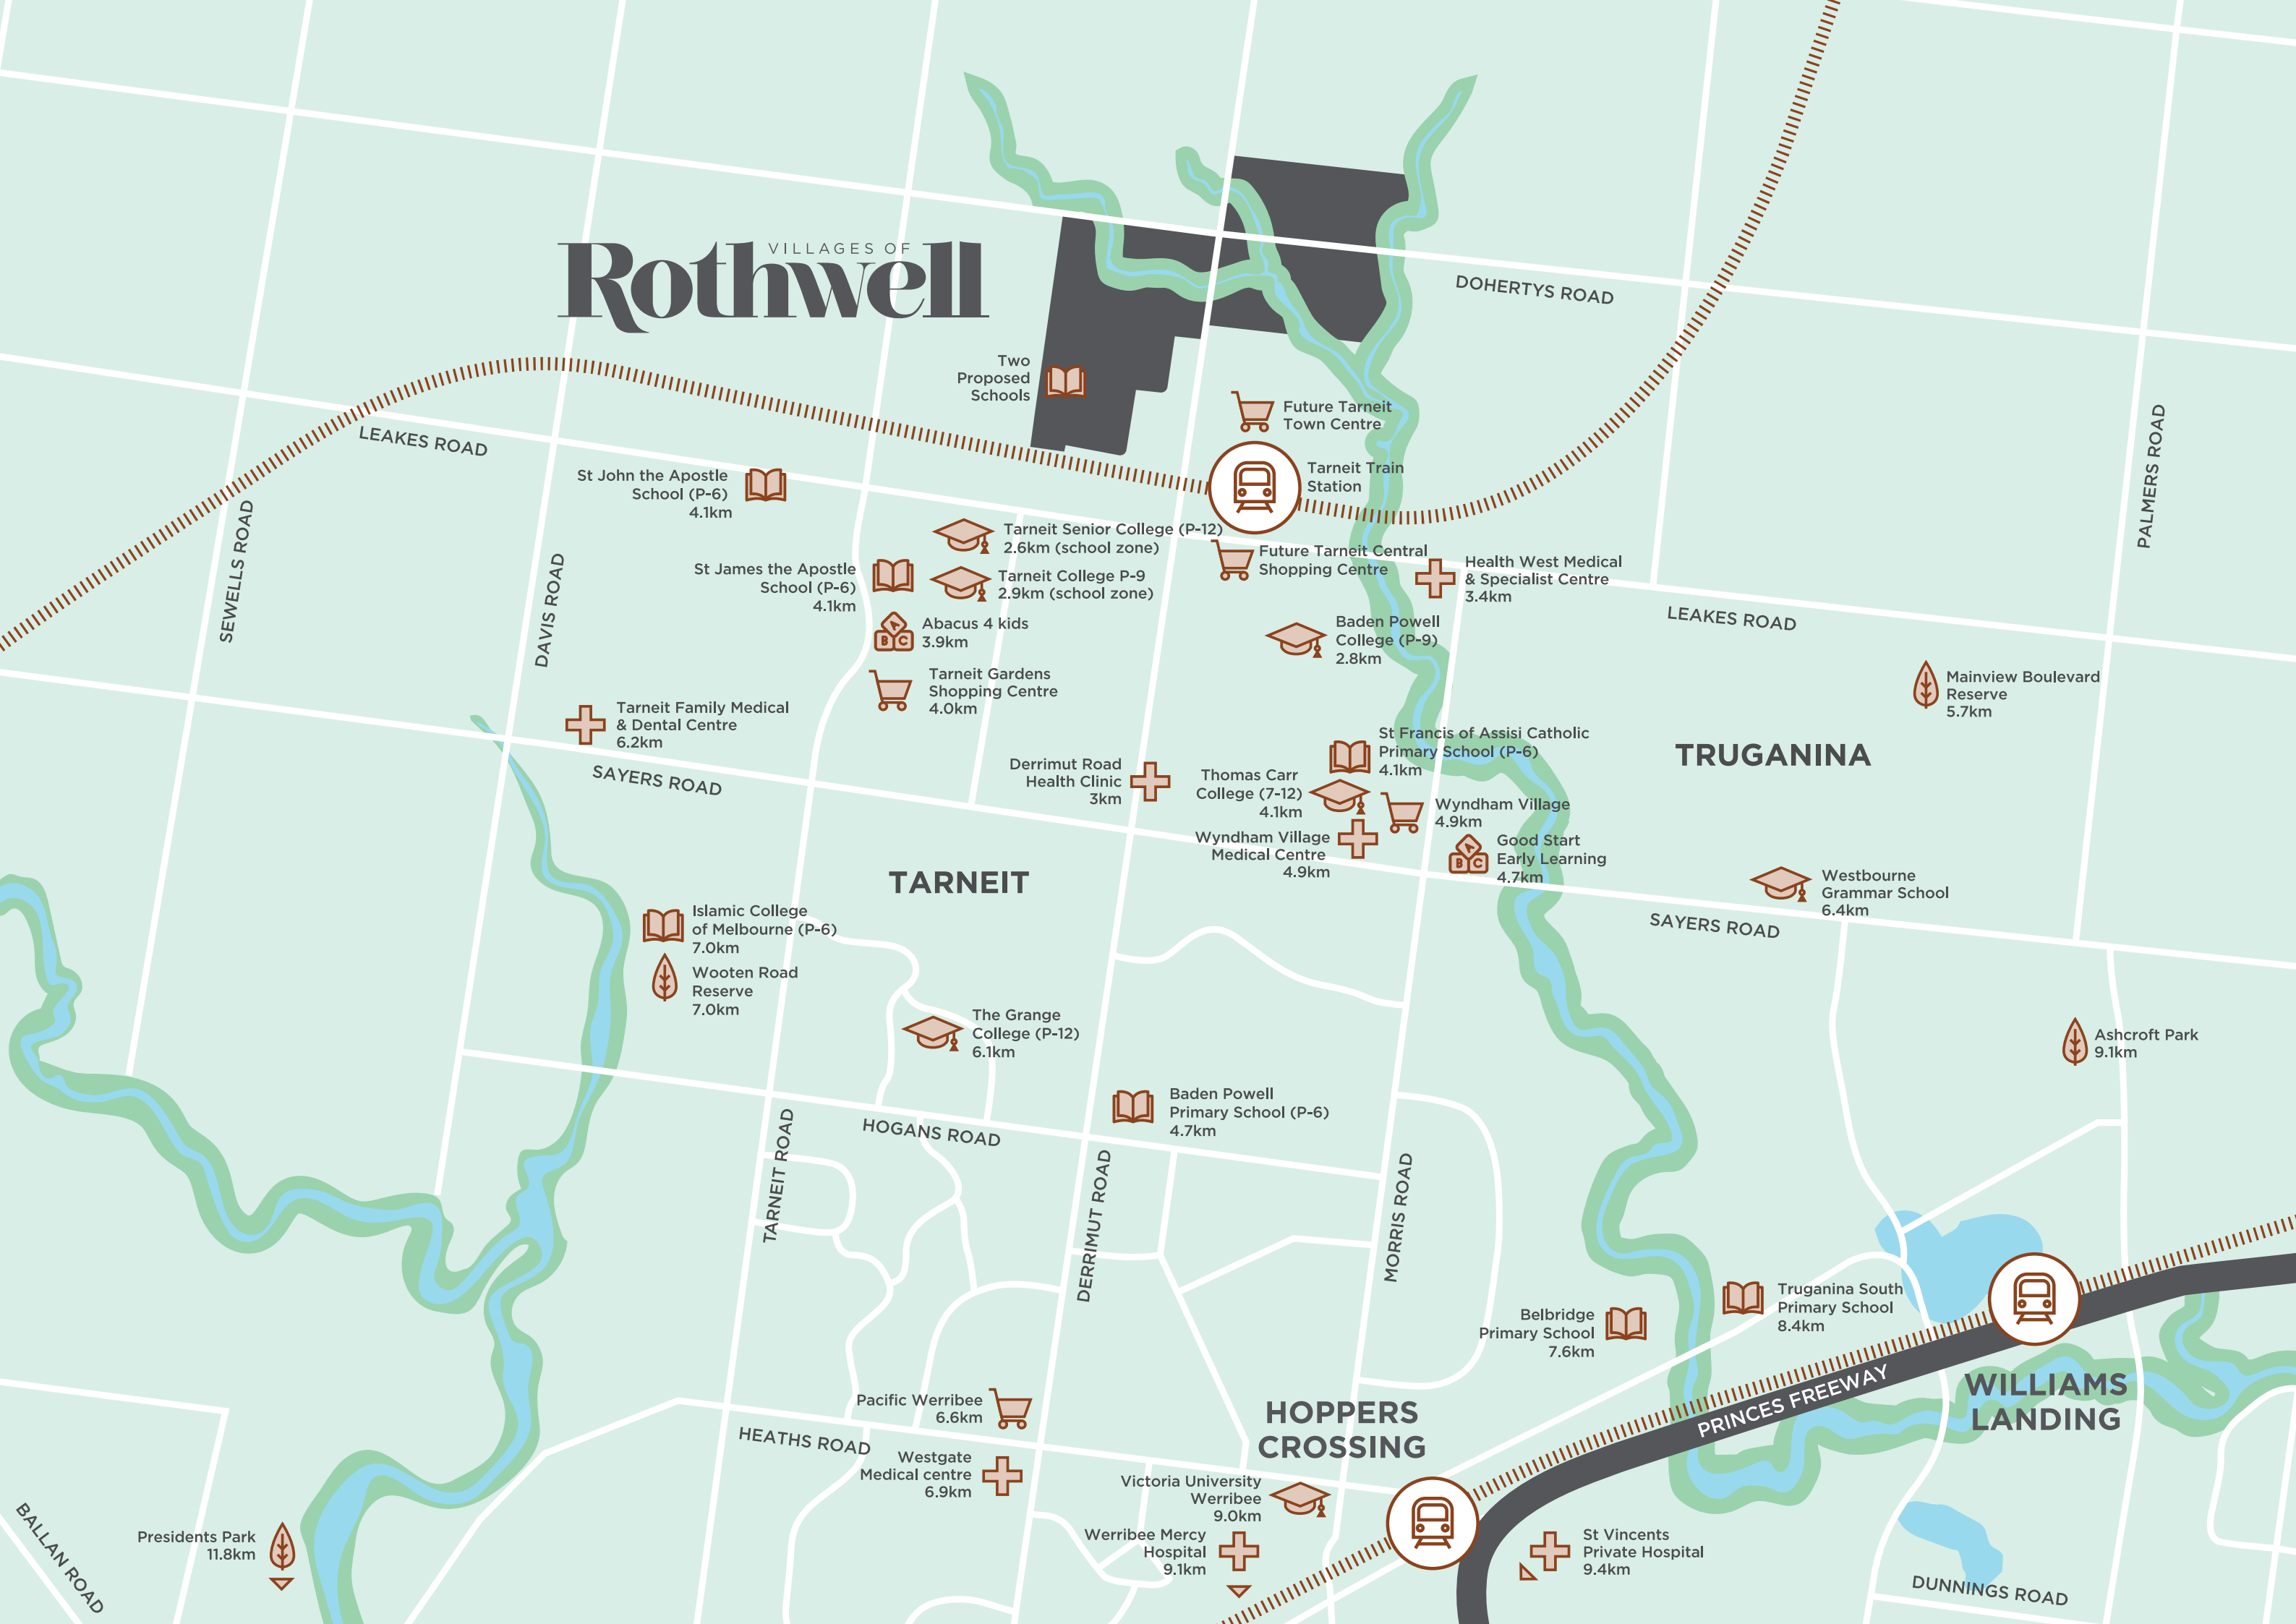 VILLAGES OF
Rothwell
DOHERTYS ROAD
Two
Proposed
Schools
Future Tarneit
Town Centre
LEAKES ROAD
PALMERS ROAD
St John the Apostle
School (P-6)
4.1km
Tarneit Train
Station
SEWELLS ROAD
DAVIS ROAD
Tarneit Senior College (P-12)
2.6km (school zone)
Future Tarneit Central
Shopping Centre
Health West Medical
& Specialist Centre
3.4km
St James the Apostle
School (P-6)
4.1km
Tarneit College P-9
2.9km (school zone)
LEAKES ROAD
A
B C
Abacus 4 kids
3.9km
Baden Powell
College (P-9)
2.8km
Tarneit Gardens
Shopping Centre
4.0km
Mainview Boulevard
Reserve
5.7km
Tarneit Family Medical
& Dental Centre
6.2km
SAYERS ROAD
St Francis of Assisi Catholic
Primary School (P-6)
4.1km
TRUGANINA
Derrimut Road
Health Clinic
3km
Thomas Carr
College (7-12)
4.1km
Wyndham Village
4.9km
Wyndham Village
Medical Centre
4.9km
A
B C
Good Start
Early Learning
4.7km
TARNEIT
Westbourne
Grammar School
6.4km
SAYERS ROAD
Islamic College
of Melbourne (P-6)
7.0km
Wooten Road
Reserve
7.0km
The Grange
College (P-12)
6.1km
Ashcroft Park
9.1km
Baden Powell
Primary School (P-6)
4.7km
HOGANS ROAD
TARNEIT ROAD
DERRIMUT ROAD
MORRIS ROAD
Truganina South
Primary School
8.4km
Belbridge
Primary School
7.6km
PRINCES FREEWAY
WILLIAMS
LANDING
Pacific Werribee
6.6km
HOPPERS
CROSSING
HEATHS ROAD
Westgate
Medical centre
6.9km
Victoria University
Werribee
9.0km
Werribee Mercy
Hospital
9.1km
St Vincents
Private Hospital
9.4km
BALLAN ROAD
Presidents Park
11.8km
DUNNINGS ROAD